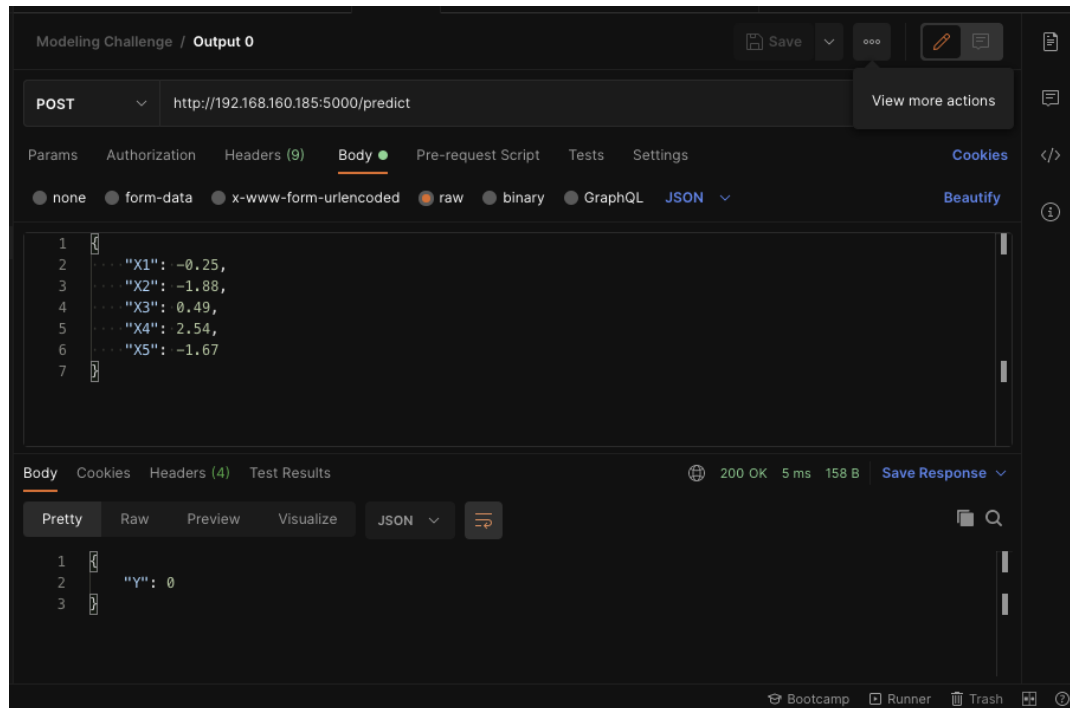 Modeling Challenge / Output 0
Save
View more actions
POST
http://192.168.160.185:5000/predict
Params Authorization Headers (9) Body Pre-request Script Tests Settings Cookies
none form-data x-www-form-urlencoded raw binary GraphQL JSON Beautify
1 {
2 "X1": -0.25,
3 "X2": -1.88,
4 "X3": 0.49,
5 "X4": 2.54,
6 "X5": -1.67
7 }
Body Cookies Headers (4) Test Results 200 OK 5 ms 158 B Save Response
Pretty Raw Preview Visualize JSON
1 {
2 "Y": 0
3 }
Bootcamp Runner Trash